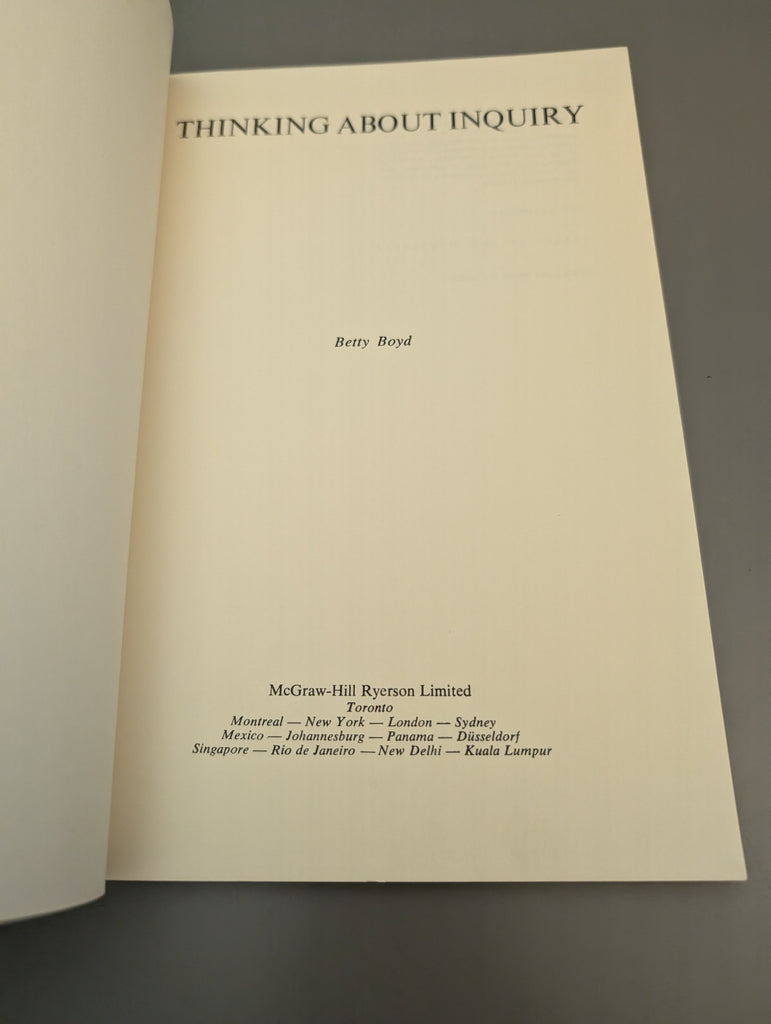 THINKING ABOUT INQUIRY
Betty Boyd
McGraw-Hill Ryerson Limited
Toronto
Montreal — New York — London — Sydney
Mexico — Johannesburg — Panama — Düsseldorf
Singapore — Rio de Janeiro — New Delhi — Kuala Lumpur